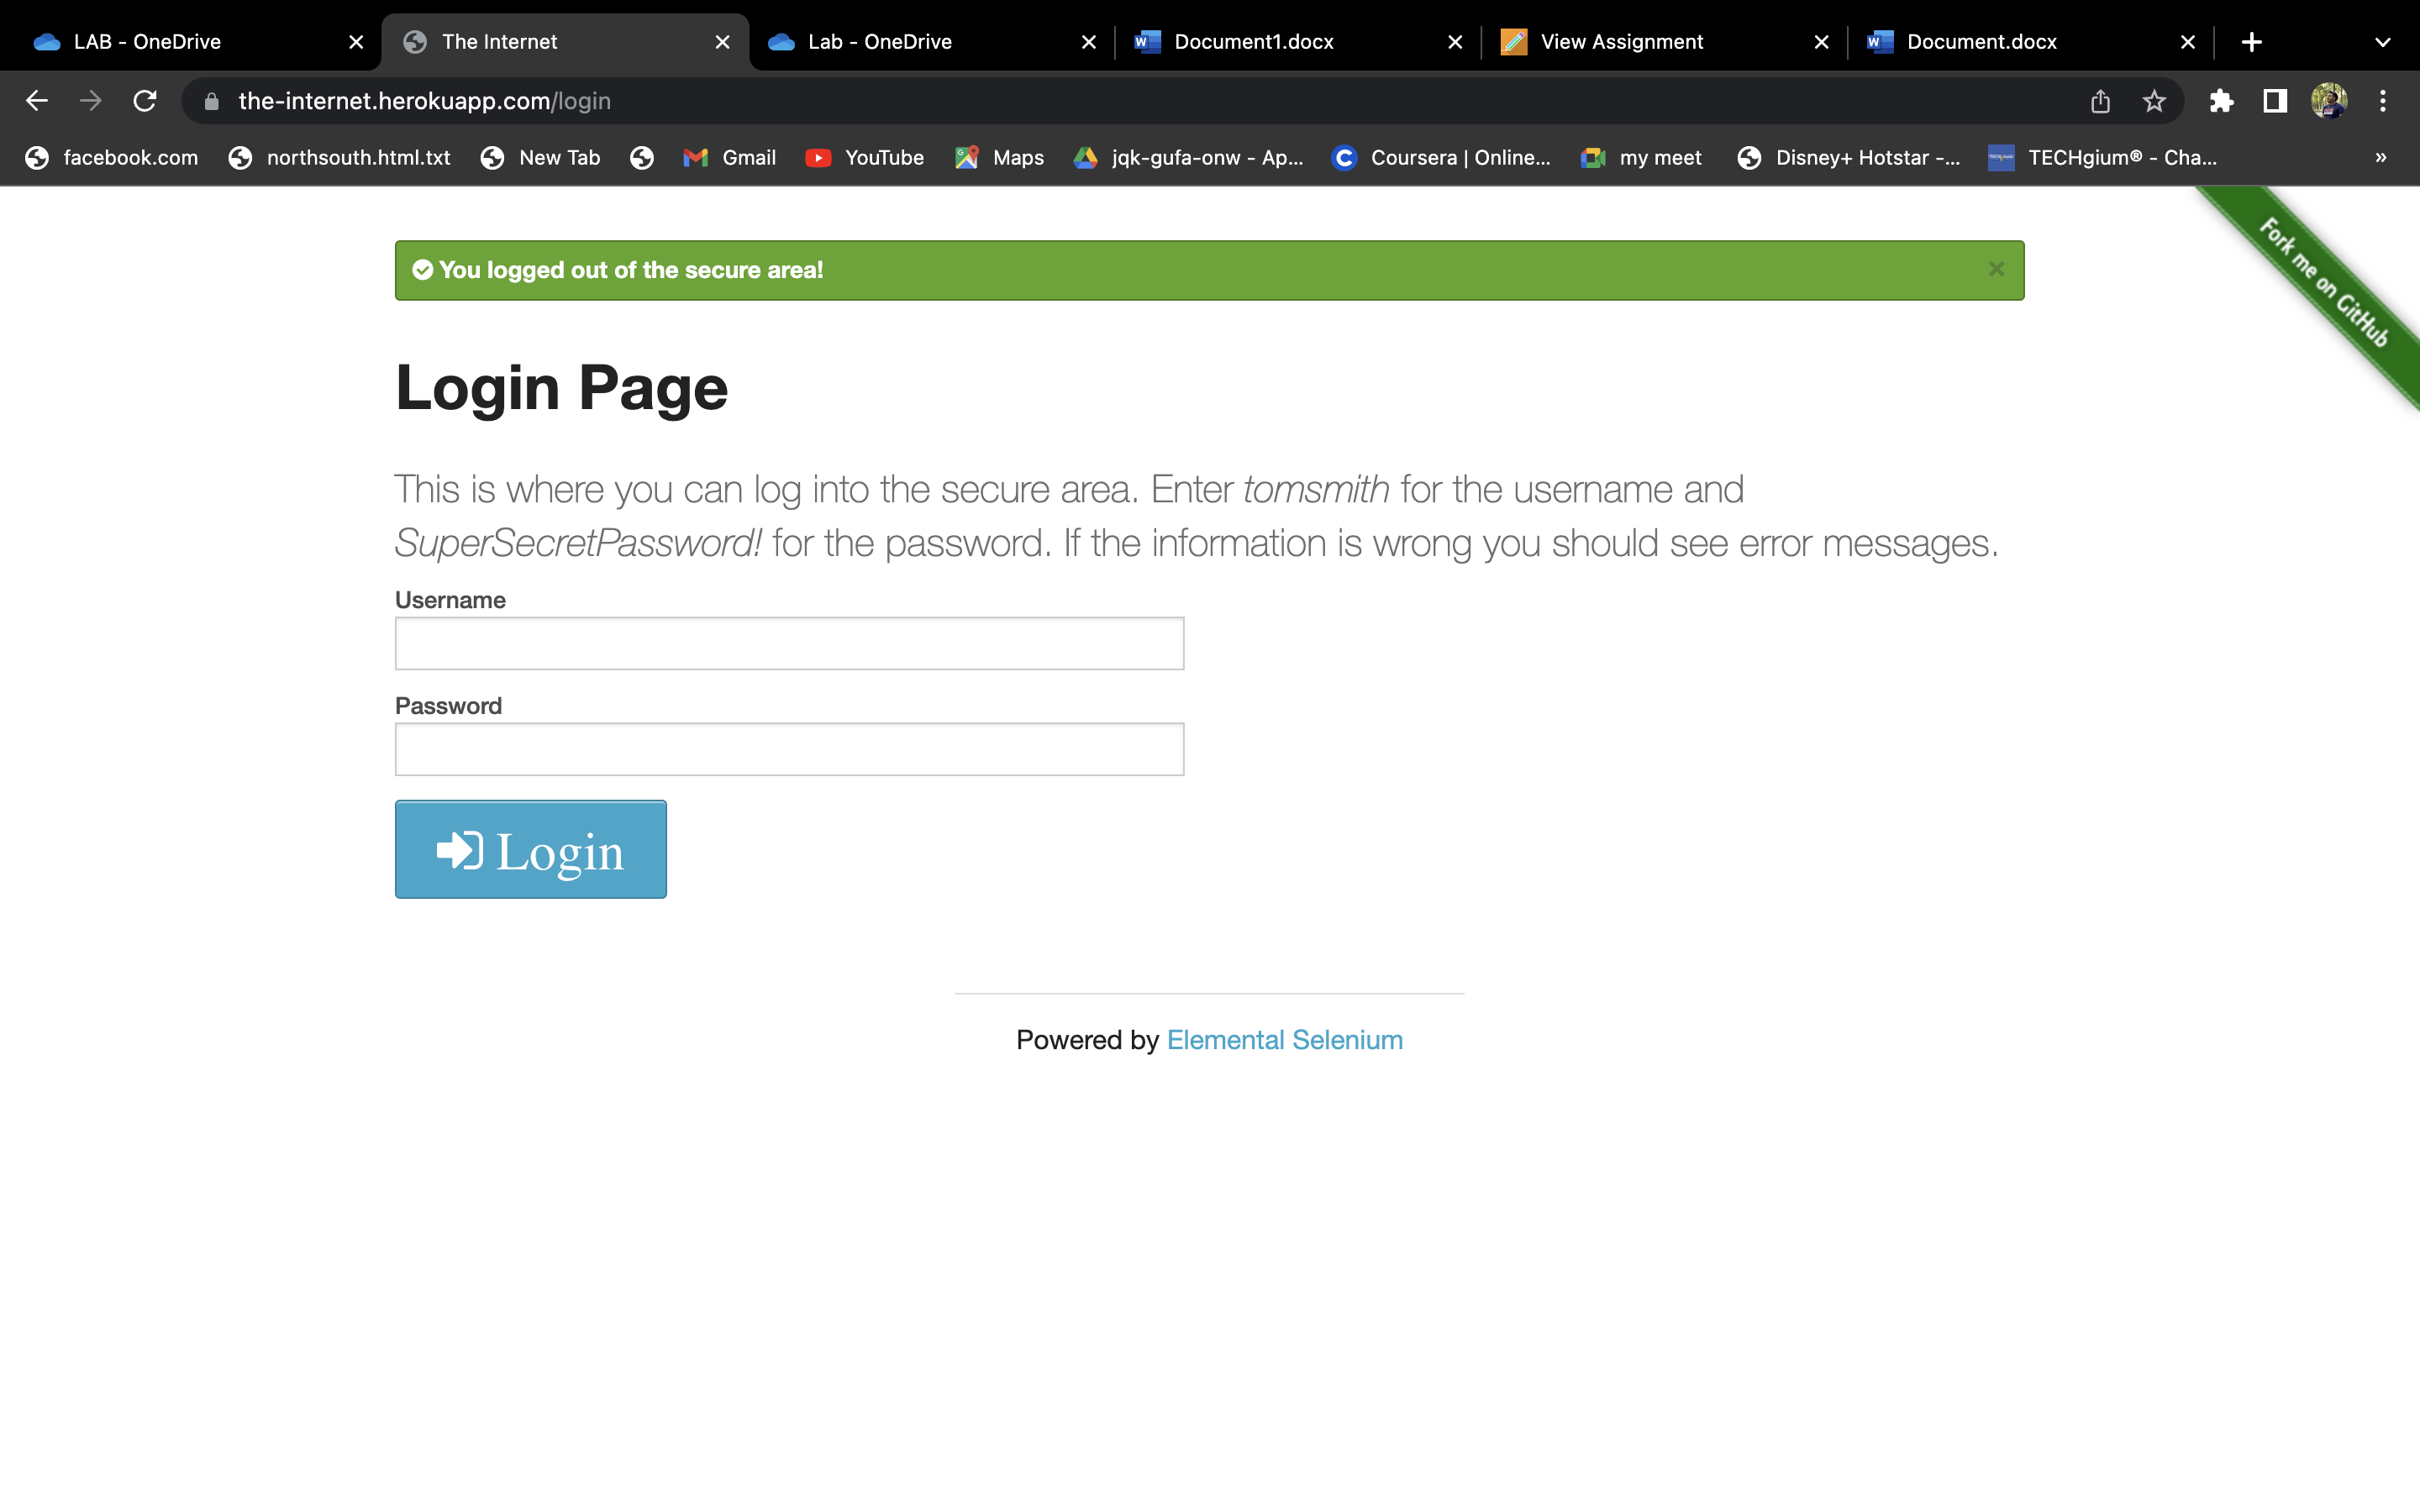 LAB - OneDrive
The Internet
Lab - OneDrive
Document1.docx
View Assignment
Document.docx
the-internet.herokuapp.com/login
facebook.com
northsouth.html.txt
New Tab
Gmail
YouTube
Maps
jqk-gufa-onw - Ap...
Coursera | Online...
my meet
Disney+ Hotstar -...
TECHgium® - Cha...
»
Fork me on GitHub
You logged out of the secure area!
Login Page
This is where you can log into the secure area. Enter tomsmith for the username and
SuperSecretPassword! for the password. If the information is wrong you should see error messages.
Username
Password
Login
Powered by Elemental Selenium